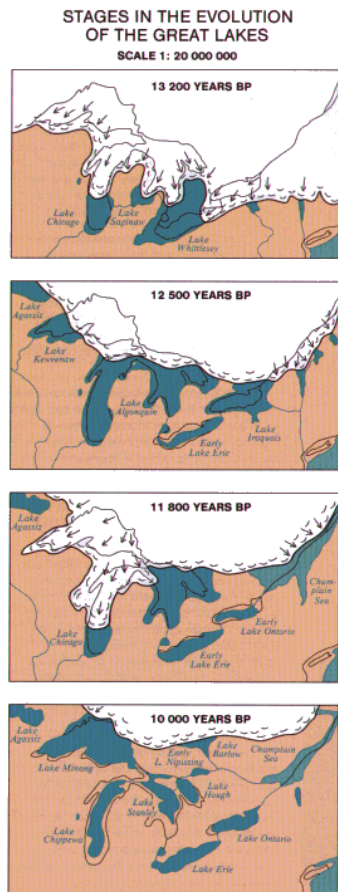 STAGES IN THE EVOLUTION
OF THE GREAT LAKES
SCALE 1: 20 000 000
13 200 YEARS BP
Lake
Chicago
Lake
Saginaw
Lake
Whittlesey
12 500 YEARS BP
Lake
Agassiz
Lake
Keweenaw
Lake
Algonquin
Early
Lake Erie
Lake
Iroquois
11 800 YEARS BP
Lake
Agassiz
Cham-
plain
Sea
Lake
Chicago
Early
Lake Ontario
Early
Lake Erie
10 000 YEARS BP
Lake
Agassiz
Lake Minong
Early
L. Nipissing
Lake
Barlow
Champlain
Sea
Lake
Hough
Lake
Stanley
Lake
Chippewa
Lake Ontario
Lake Erie